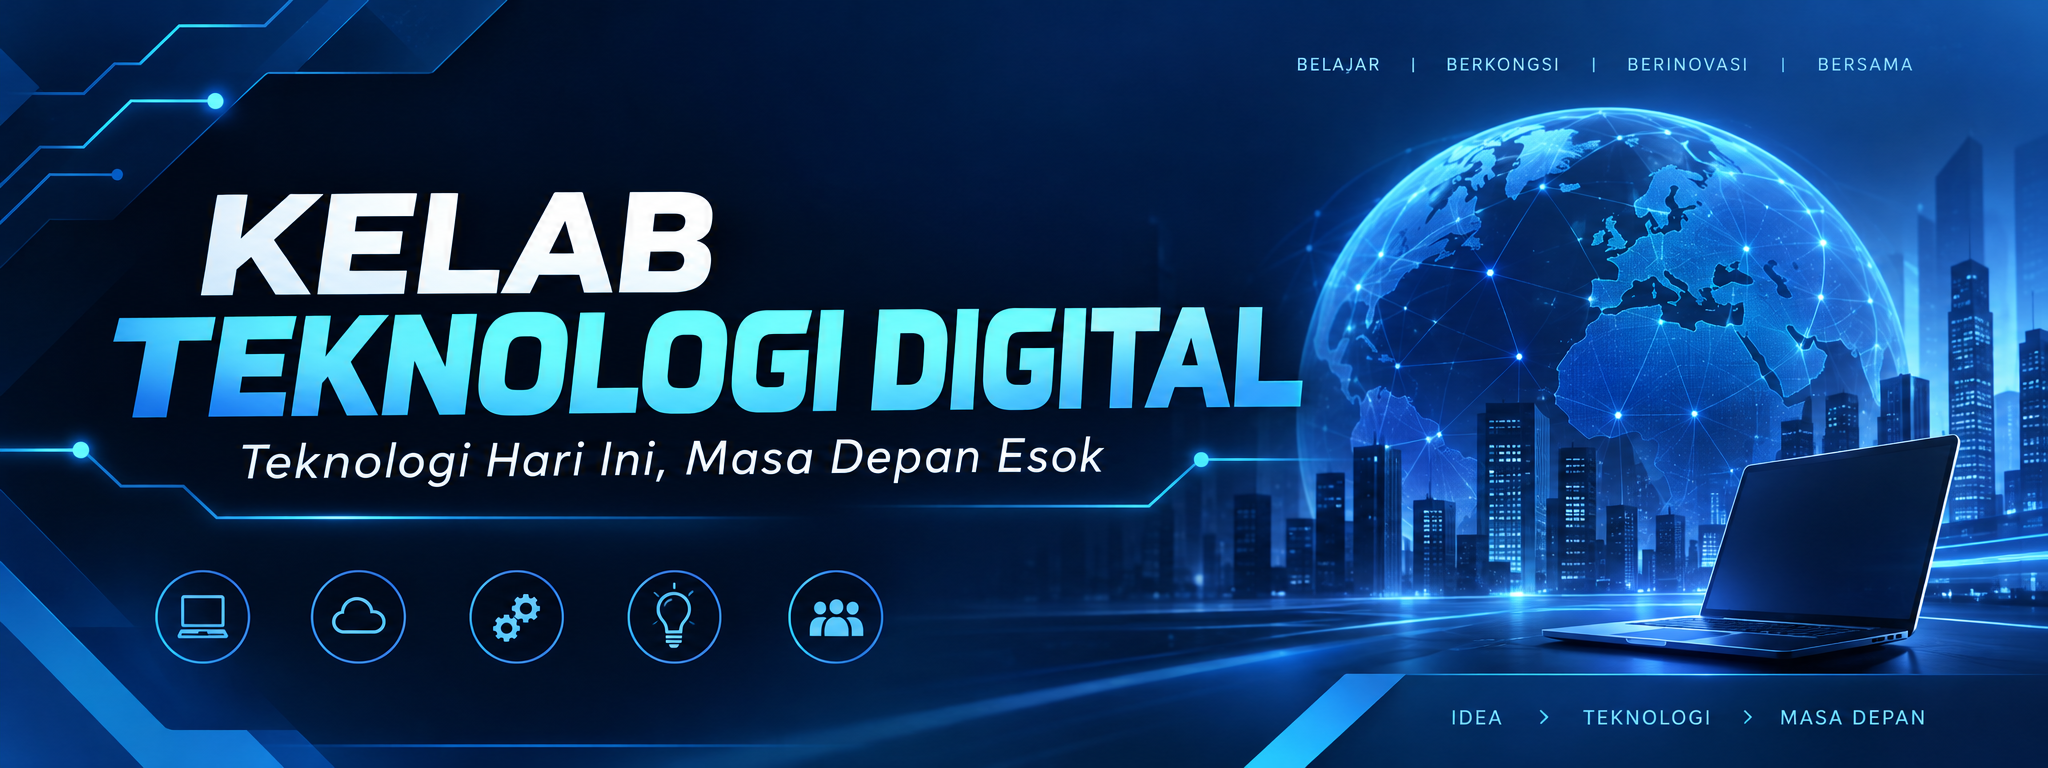 BELAJAR | BERKONGSI | BERINOVASI | BERSAMA
KELAB
TEKNOLOGI DIGITAL
Teknologi Hari Ini, Masa Depan Esok
IDEA > TEKNOLOGI > MASA DEPAN